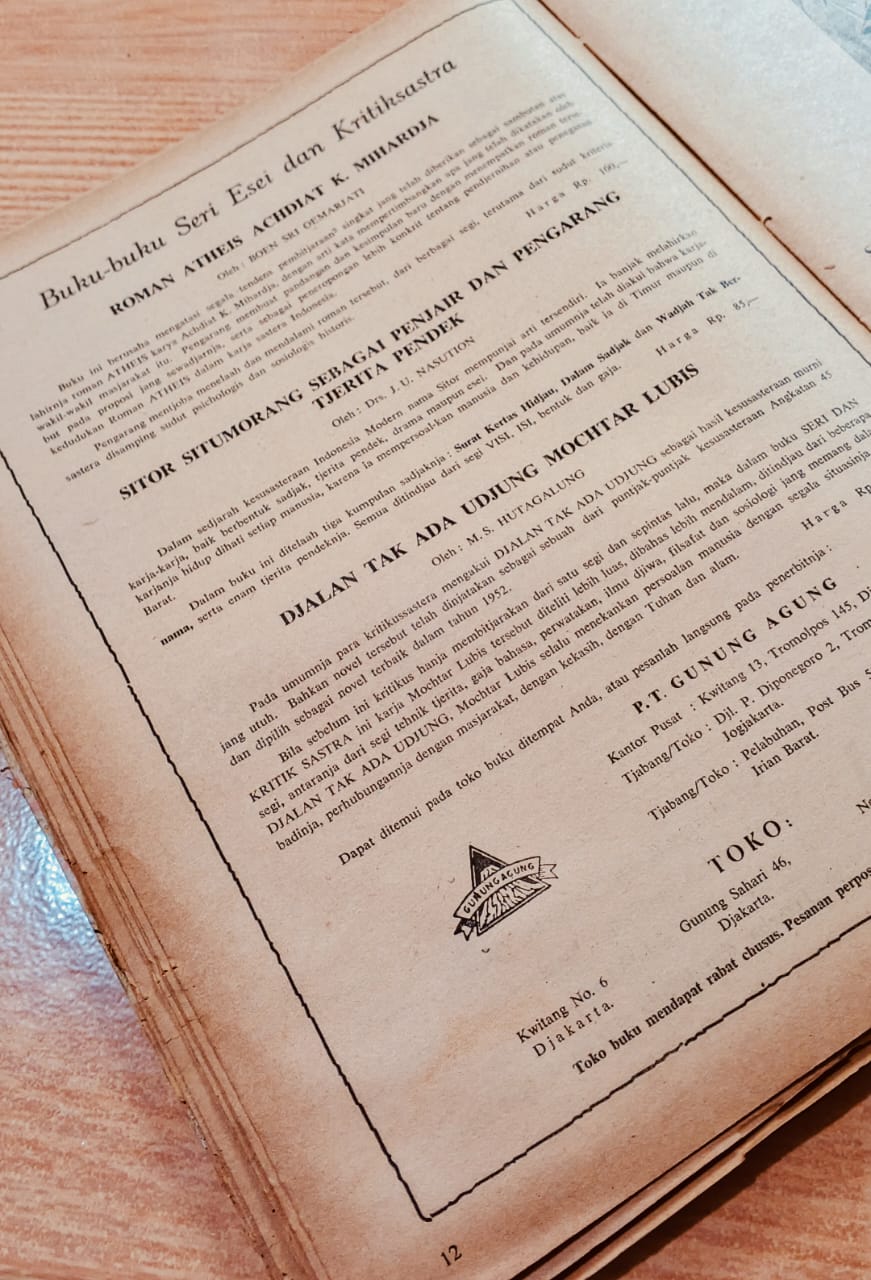 Buku-buku Seri Esei dan Kritiksastra
ROMAN ATHEIS ACHDIAT K. MIHARDJA
Oleh : BOEN SRI OEMARJATI
Buku ini berusaha mengatasi segala tendens pembitjaraan² singkat jang telah diberikan sebagai sambutan atas
lahirnja roman ATHEIS karya Achdiat K. Mihardja, dengan arti kata mempertimbangkan apa jang telah dikatakan oleh
wakil-wakil masjarakat itu. Pengarang membuat pandangan dan kesimpulan baru dengan menempatkan roman terse-
but pada proposi jang sewadjarnja, serta sebagai peneropongan lebih konkrit tentang pendjernihan atau penegasan
kedudukan Roman ATHEIS dalam karja sastera Indonesia.
Pengarang mentjoba menelaah dan mendalami roman tersebut, dari berbagai segi, terutama dari sudut kriteria
sastera disamping sudut psichologis dan sosiologis historis.
Harga Rp. 160,—
SITOR SITUMORANG SEBAGAI PENJAIR DAN PENGARANG
TJERITA PENDEK
Oleh : Drs. J. U. NASUTION
Dalam sedjarah kesusasteraan Indonesia Modern nama Sitor mempunjai arti tersendiri. Ia banjak melahirkan
karja-karja, baik berbentuk sadjak, tjerita pendek, drama maupun esei. Dan pada umumnja telah diakui bahwa karja-
karjanja hidup dihati setiap manusia, karena ia mempersoal-kan manusia dan kehidupan, baik ia di Timur maupun di
Barat.
Dalam buku ini ditelaah tiga kumpulan sadjaknja : Surat Kertas Hidjau, Dalam Sadjak dan Wadjah Tak Ber-
nama, serta enam tjerita pendeknja. Semua ditindjau dari segi VISI, ISI, bentuk dan gaja.
Harga Rp. 85,—
DJALAN TAK ADA UDJUNG MOCHTAR LUBIS
Oleh : M. S. HUTAGALUNG
Pada umumnja para kritikussastera mengakui DJALAN TAK ADA UDJUNG sebagai hasil kesusasteraan murni
jang utuh. Bahkan novel tersebut telah dinjatakan sebagai sebuah dari puntjak-puntjak kesusasteraan Angkatan 45
dan dipilih sebagai novel terbaik dalam tahun 1952.
Bila sebelum ini kritikus hanja membitjarakan dari satu segi dan sepintas lalu, maka dalam buku SERI DAN
KRITIK SASTRA ini karja Mochtar Lubis tersebut diteliti lebih luas, dibahas lebih mendalam, ditindjau dari beberapa
segi, antaranja dari segi tehnik tjerita, gaja bahasa, perwatakan, ilmu djiwa, filsafat dan sosiologi jang memang dalam
DJALAN TAK ADA UDJUNG, Mochtar Lubis selalu menekankan persoalan manusia dengan segala situasinja
badinja, perhubungannja dengan masjarakat, dengan kekasih, dengan Tuhan dan alam.
Harga Rp
Dapat ditemui pada toko buku ditempat Anda, atau pesanlah langsung pada penerbitnja :
P.T. GUNUNG AGUNG
Kantor Pusat : Kwitang 13, Tromolpos 145,
Tjabang/Toko : Djl. P. Diponegoro 2,
Jogjakarta.
Tjabang/Toko : Pelabuhan, Post Bus
Irian Barat.
GUNUNG AGUNG
TOKO:
Kwitang No. 6
Djakarta.
Gunung Sahari 46,
Djakarta.
Toko buku mendapat rabat chusus. Pesanan
12